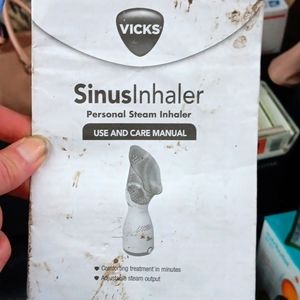 VICKS
SinusInhaler
Personal Steam Inhaler
USE AND CARE MANUAL
Comforting treatment in minutes
Adjustable steam output